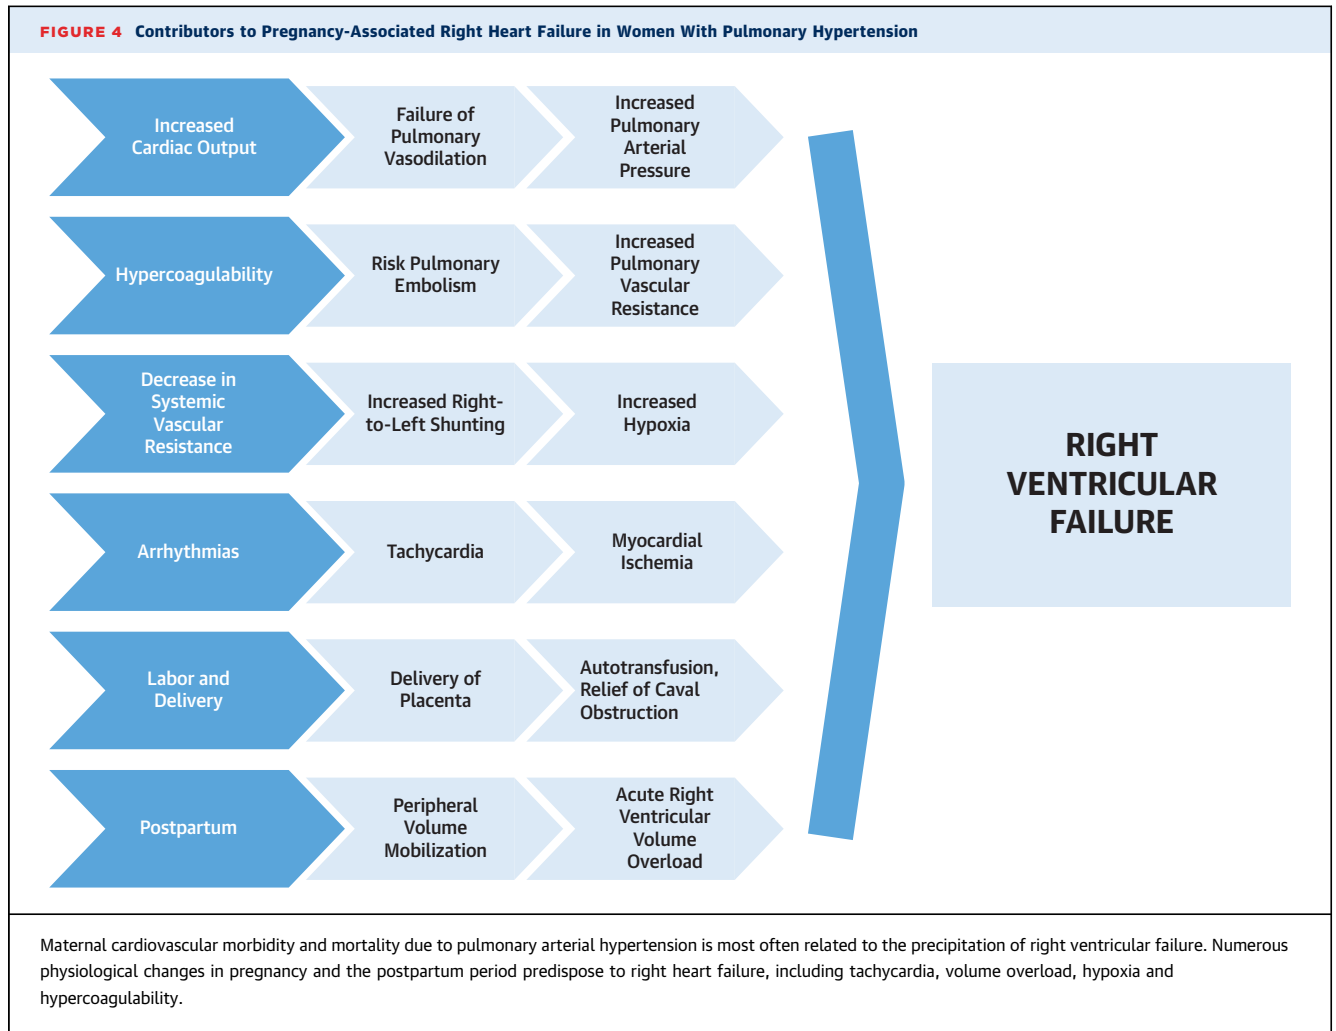 FIGURE 4 Contributors to Pregnancy-Associated Right Heart Failure in Women With Pulmonary Hypertension
Increased
Cardiac Output
Failure of
Pulmonary
Vasodilation
Increased
Pulmonary
Arterial
Pressure
Hypercoagulability
Risk Pulmonary
Embolism
Increased
Pulmonary
Vascular
Resistance
Decrease in
Systemic
Vascular
Resistance
Increased Right-
to-Left Shunting
Increased
Hypoxia
Arrhythmias
Tachycardia
Myocardial
Ischemia
Labor and
Delivery
Delivery of
Placenta
Autotransfusion,
Relief of Caval
Obstruction
Postpartum
Peripheral
Volume
Mobilization
Acute Right
Ventricular
Volume
Overload
RIGHT
VENTRICULAR
FAILURE
Maternal cardiovascular morbidity and mortality due to pulmonary arterial hypertension is most often related to the precipitation of right ventricular failure. Numerous
physiological changes in pregnancy and the postpartum period predispose to right heart failure, including tachycardia, volume overload, hypoxia and
hypercoagulability.